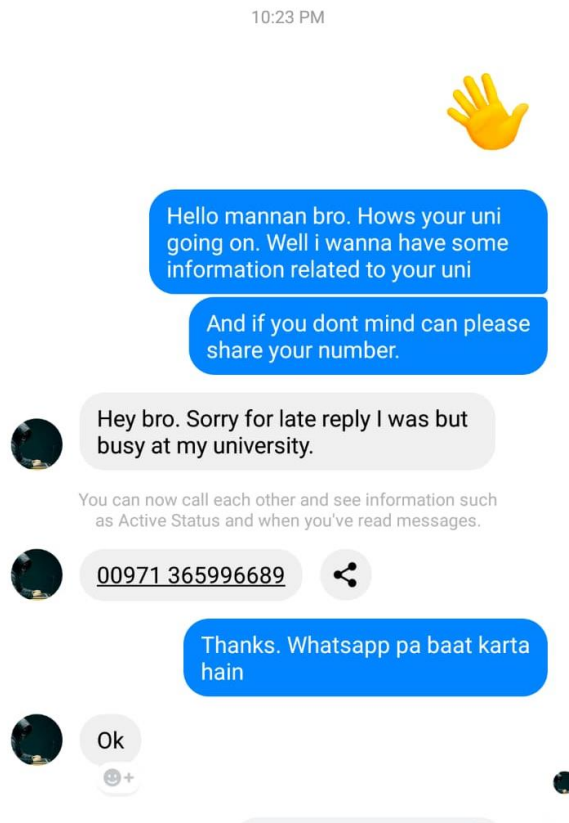 10:23 PM
Hello mannan bro. Hows your uni
going on. Well i wanna have some
information related to your uni
And if you dont mind can please
share your number.
Hey bro. Sorry for late reply I was but
busy at my university.
You can now call each other and see information such
as Active Status and when you've read messages.
00971 365996689
Thanks. Whatsapp pa baat karta
hain
Ok